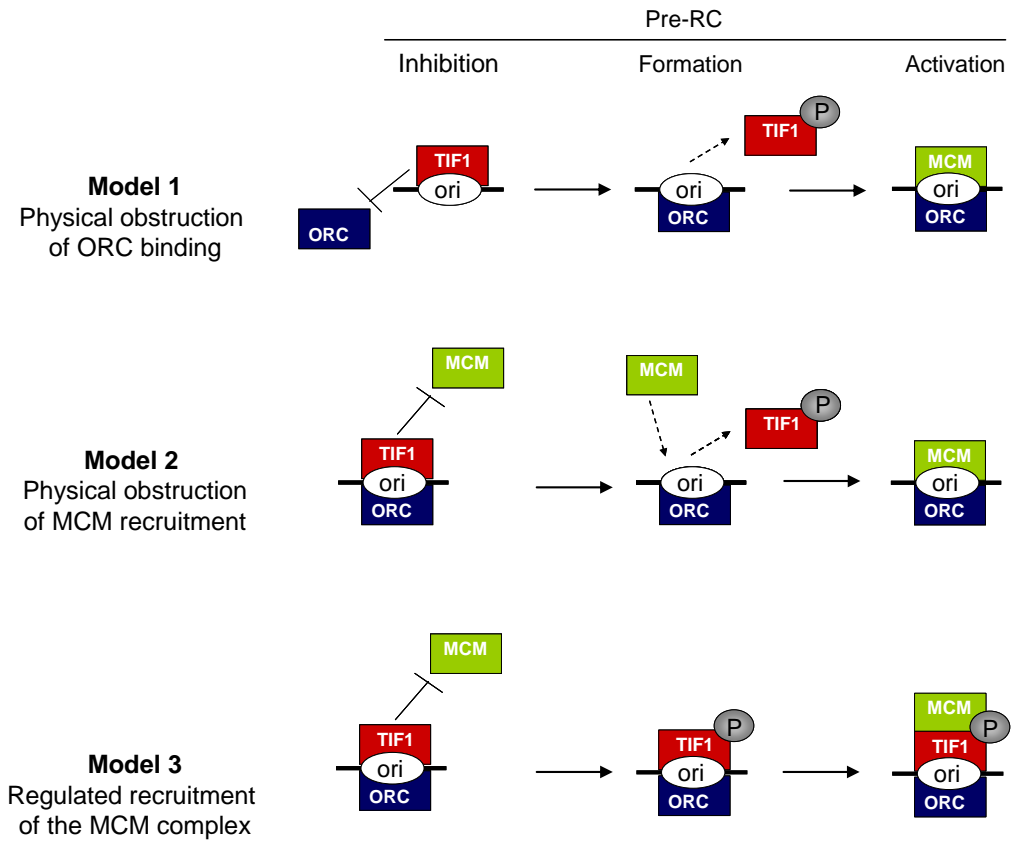 Pre-RC
Inhibition Formation Activation
Model 1
Physical obstruction
of ORC binding
TIF1
ori
ORC
P
TIF1
ori
ORC
MCM
ori
ORC
Model 2
Physical obstruction
of MCM recruitment
MCM
TIF1
ori
ORC
MCM
P
TIF1
ori
ORC
MCM
ori
ORC
Model 3
Regulated recruitment
of the MCM complex
MCM
TIF1
ori
ORC
P
TIF1
ori
ORC
MCM
P
TIF1
ori
ORC